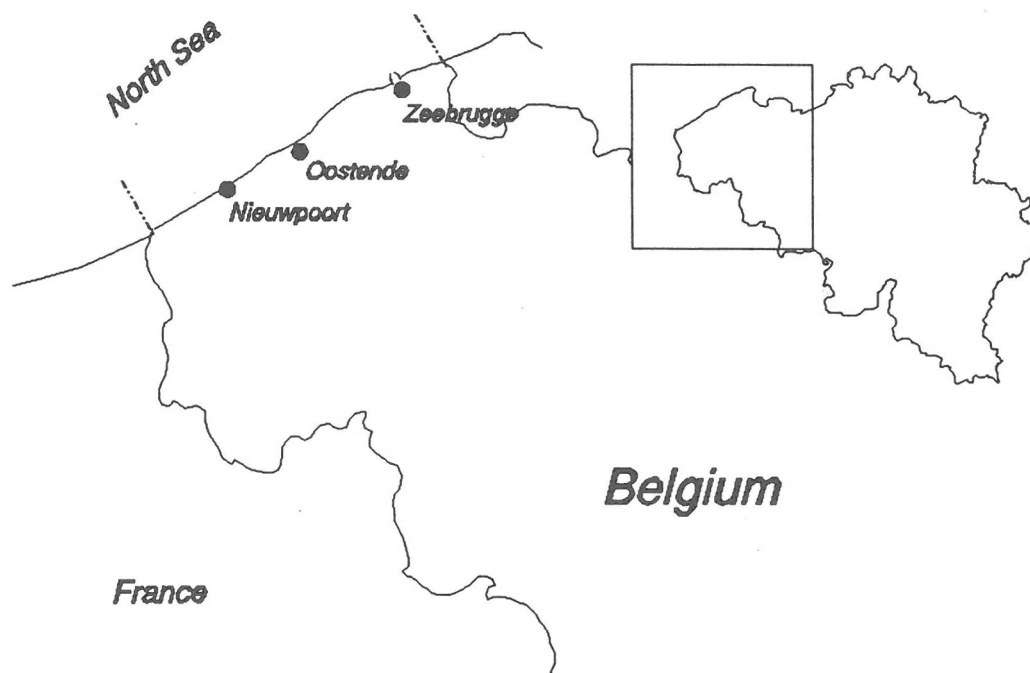 North Sea
Zeebrugge
Oostende
Nieuwpoort
Belgium
France